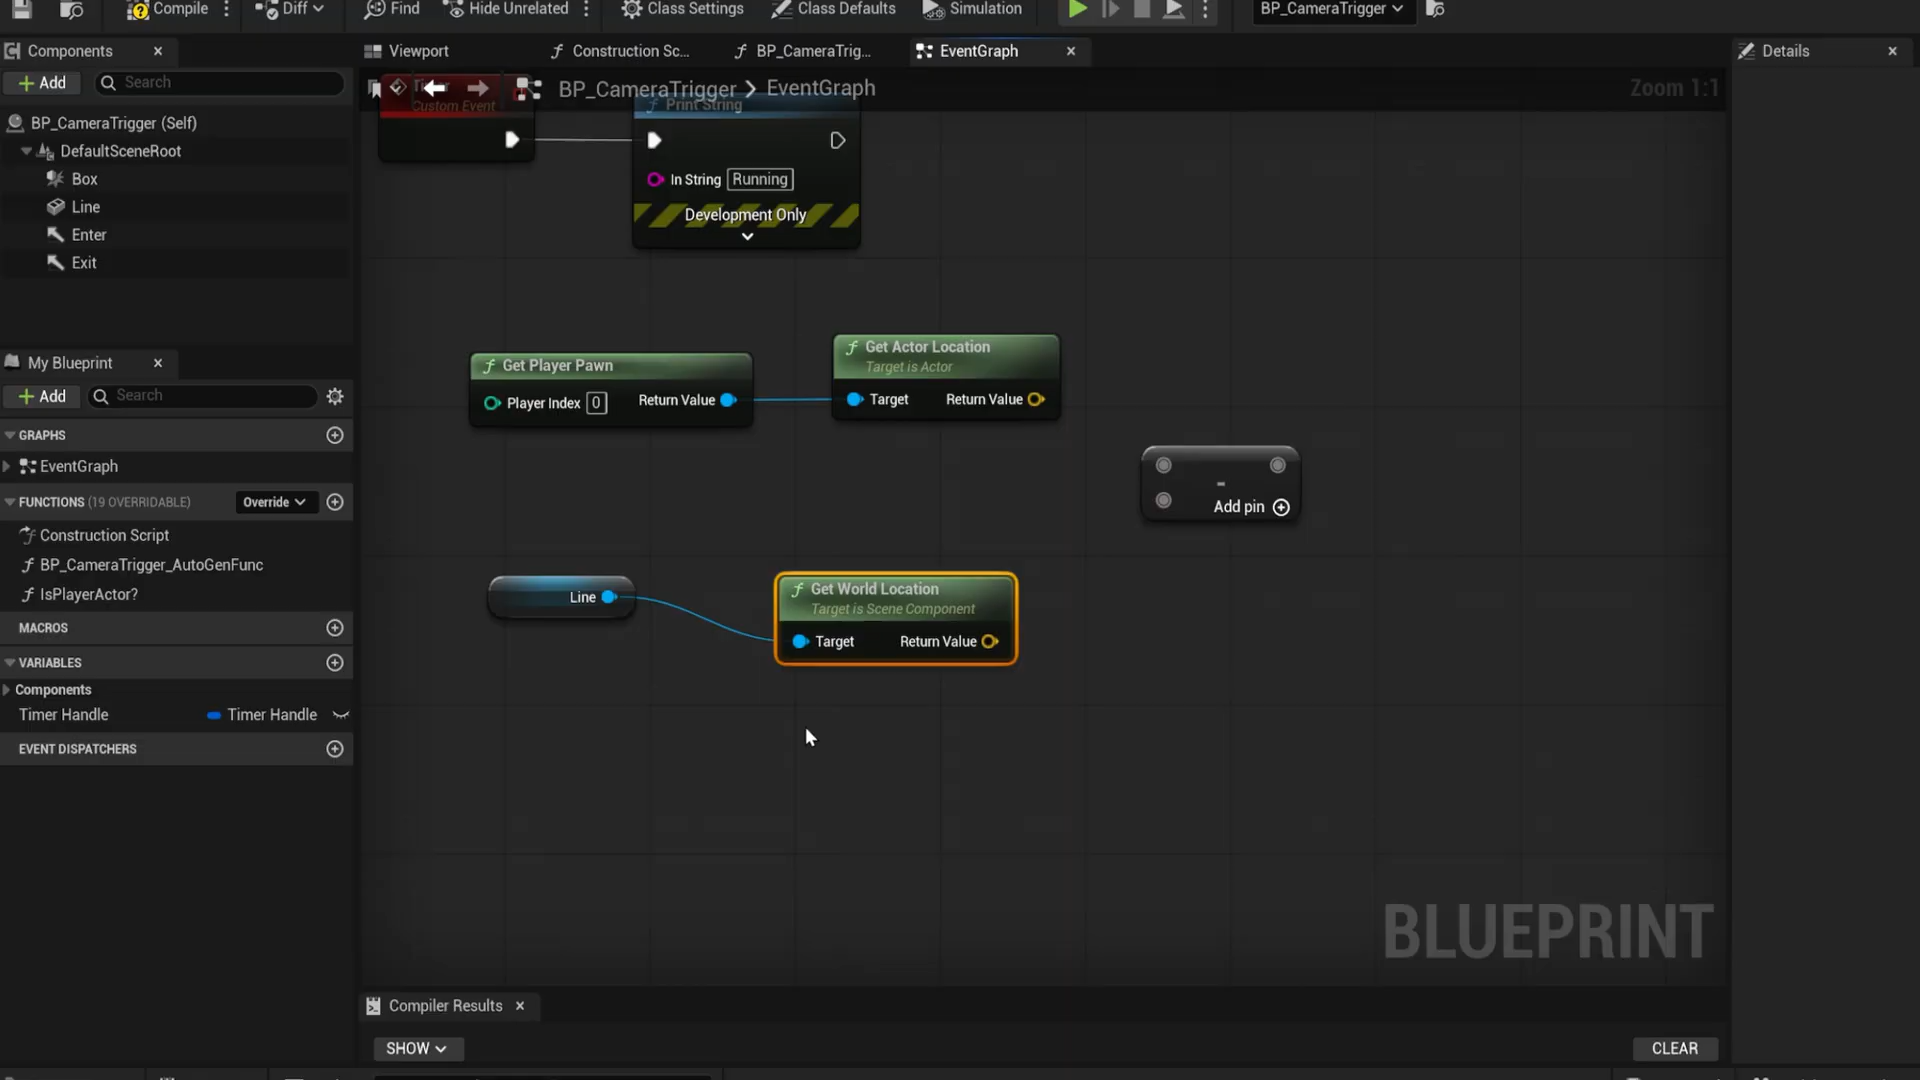 Compile
Diff
Find
Hide Unrelated
Class Settings
Class Defaults
Simulation
BP_CameraTrigger
Components
Viewport
Construction Sc...
BP_CameraTrig...
EventGraph
Details
Add
Search
BP_CameraTrigger > EventGraph
Zoom 1:1
Custom Event
Print String
BP_CameraTrigger (Self)
DefaultSceneRoot
Box
Line
Enter
Exit
In String Running
Development Only
Get Player Pawn
Player Index 0
Return Value
Get Actor Location
Target is Actor
Target
Return Value
-
Add pin
Line
Get World Location
Target is Scene Component
Target
Return Value
My Blueprint
Add
Search
GRAPHS
EventGraph
FUNCTIONS (19 OVERRIDABLE)
Override
Construction Script
BP_CameraTrigger_AutoGenFunc
IsPlayerActor?
MACROS
VARIABLES
Components
Timer Handle
Timer Handle
EVENT DISPATCHERS
BLUEPRINT
Compiler Results
SHOW
CLEAR